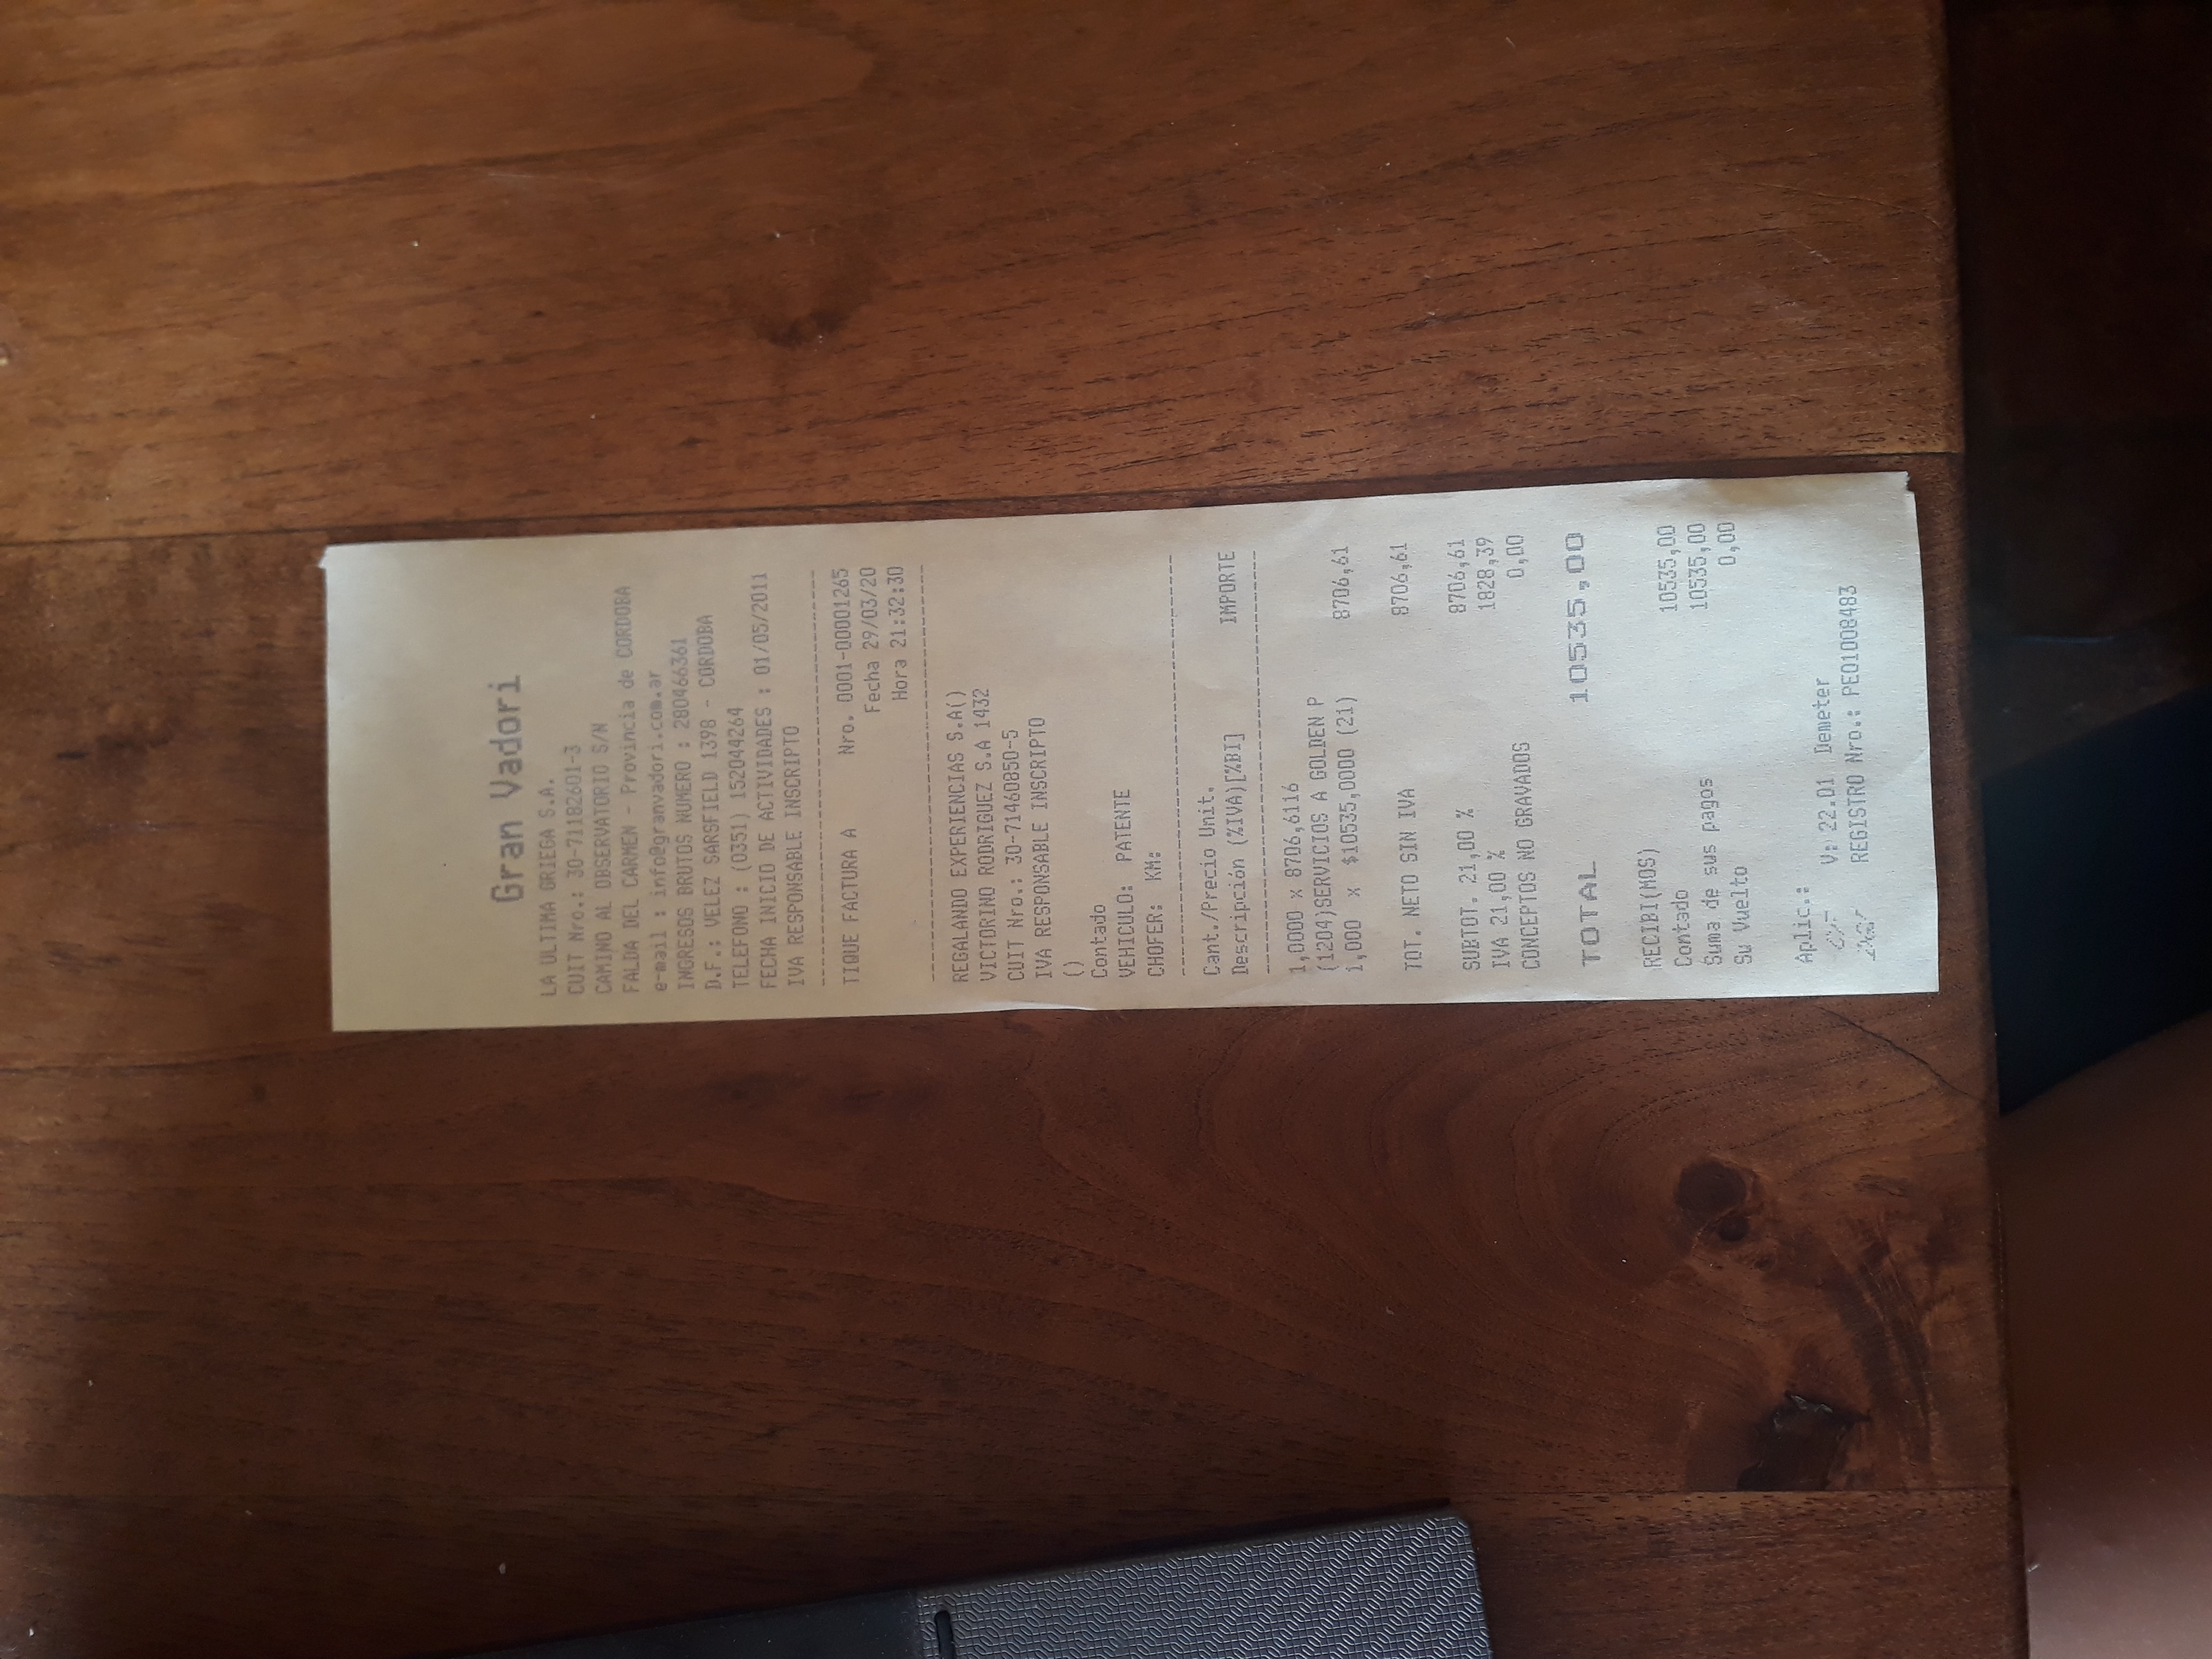 Gran Vadori
LA ULTIMA GRIEGA S.A.
CUIT Nro.: 30-71182601-3
CAMINO AL OBSERVATORIO S/N
FALDA DEL CARMEN - Provincia de CORDOBA
e-mail : info@granvadori.com.ar
INGRESOS BRUTOS NUMERO : 280466361
D.F.: VELEZ SARSFIELD 1398 - CORDOBA
TELEFONO : (0351) 152044264
FECHA INICIO DE ACTIVIDADES : 01/05/2011
IVA RESPONSABLE INSCRIPTO
TIQUE FACTURA A Nro. 0001-00001265
Fecha 29/03/20
Hora 21:32:30
REGALANDO EXPERIENCIAS S.A()
VICTORINO RODRIGUEZ S.A 1432
CUIT Nro.: 30-71460850-5
IVA RESPONSABLE INSCRIPTO
()
Contado
VEHICULO: PATENTE
CHOFER: KM:
Cant./Precio Unit.
Descripción (%IVA)[%BI] IMPORTE
1,0000 x 8706,6116
(1204)SERVICIOS A GOLDEN P
1,000 x $10535,0000 (21) 8706,61
TOT. NETO SIN IVA 8706,61
SUBTOT. 21,00 % 8706,61
IVA 21,00 % 1828,39
CONCEPTOS NO GRAVADOS 0,00
TOTAL 10535,00
RECIBI(MOS)
Contado 10535,00
Suma de sus pagos 10535,00
Su Vuelto 0,00
Aplic.:
V: 22.01 Demeter
REGISTRO Nro.: PEO1008483